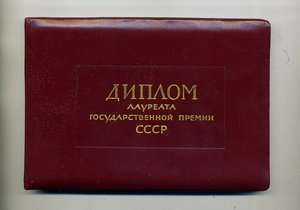 ДИПЛОМ
ЛАУРЕАТА
ГОСУДАРСТВЕННОЙ ПРЕМИИ
СССР